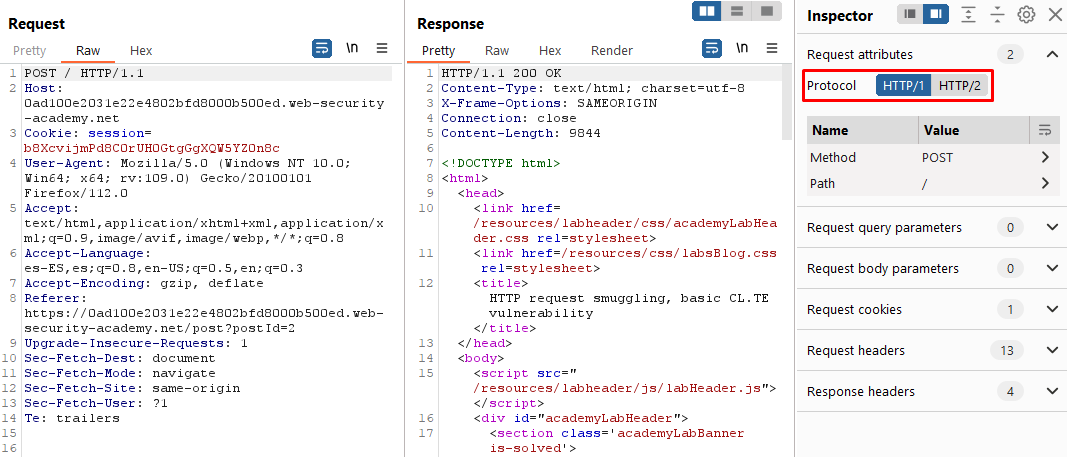 Request
Pretty Raw Hex \n
1 POST / HTTP/1.1
2 Host:
0ad100e2031e22e4802bfd8000b500ed.web-security
-academy.net
3 Cookie: session=
b8XcvijmPd8C0rUHOGtgGgXQW5YZ0n8c
4 User-Agent: Mozilla/5.0 (Windows NT 10.0;
Win64; x64; rv:109.0) Gecko/20100101
Firefox/112.0
5 Accept:
text/html,application/xhtml+xml,application/x
ml;q=0.9,image/avif,image/webp,*/*;q=0.8
6 Accept-Language:
es-ES,es;q=0.8,en-US;q=0.5,en;q=0.3
7 Accept-Encoding: gzip, deflate
8 Referer:
https://0ad100e2031e22e4802bfd8000b500ed.web-
security-academy.net/post?postId=2
9 Upgrade-Insecure-Requests: 1
10 Sec-Fetch-Dest: document
11 Sec-Fetch-Mode: navigate
12 Sec-Fetch-Site: same-origin
13 Sec-Fetch-User: ?1
14 Te: trailers
15
16
Response
Pretty Raw Hex Render \n
1 HTTP/1.1 200 OK
2 Content-Type: text/html; charset=utf-8
3 X-Frame-Options: SAMEORIGIN
4 Connection: close
5 Content-Length: 9844
6
7 <!DOCTYPE html>
8 <html>
9 <head>
10 <link href=
/resources/labheader/css/academyLabHea
der.css rel=stylesheet>
11 <link href=/resources/css/labsBlog.css
rel=stylesheet>
12 <title>
HTTP request smuggling, basic CL.TE
vulnerability
</title>
13 </head>
14 <body>
15 <script src="
/resources/labheader/js/labHeader.js">
</script>
16 <div id="academyLabHeader">
17 <section class='academyLabBanner
is-solved'>
Inspector
Request attributes 2
Protocol HTTP/1 HTTP/2
Name Value
Method POST
Path /
Request query parameters 0
Request body parameters 0
Request cookies 1
Request headers 13
Response headers 4